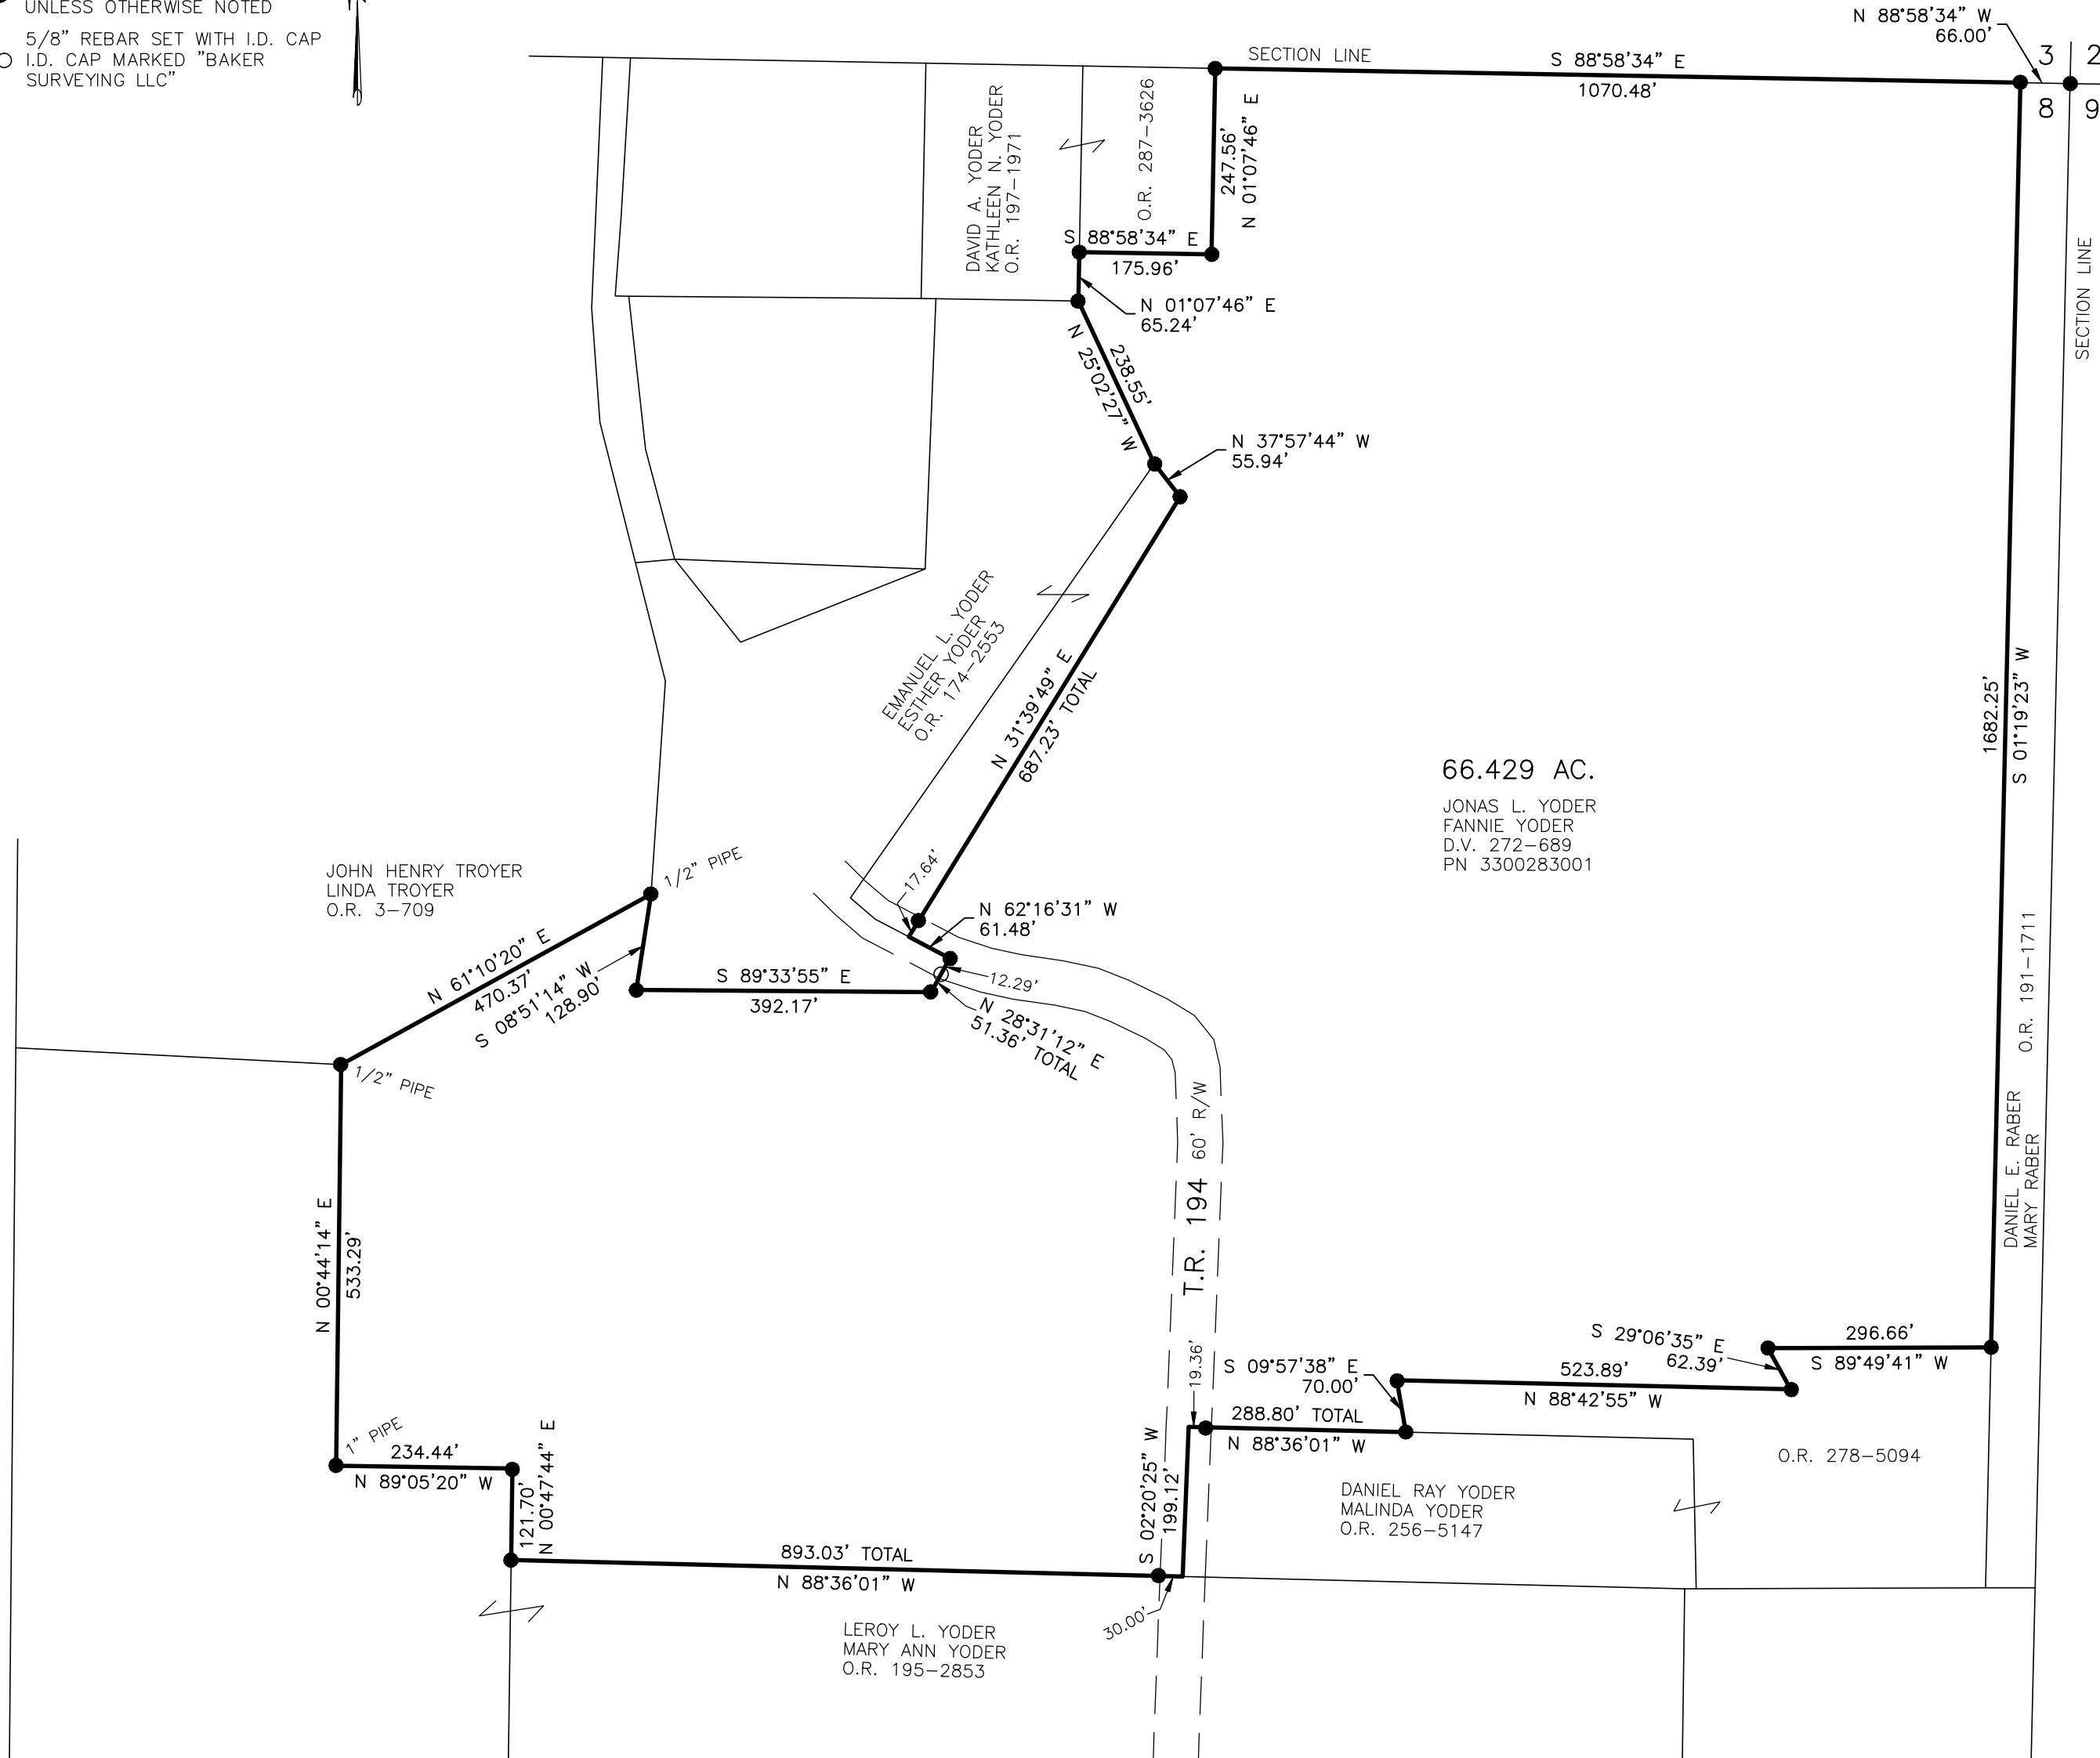 UNLESS OTHERWISE NOTED
5/8" REBAR SET WITH I.D. CAP
I.D. CAP MARKED "BAKER
SURVEYING LLC"
N 88°58'34" W
66.00'
3
2
8
9
SECTION LINE
S 88°58'34" E
1070.48'
DAVID A. YODER
KATHLEEN N. YODER
O.R. 197-1971
O.R. 287-3626
247.56'
N 01°07'46" E
S 88°58'34" E
175.96'
N 01°07'46" E
65.24'
SECTION LINE
238.55'
N 25°02'27" W
N 37°57'44" W
55.94'
EMANUEL L. YODER
ESTHER YODER
O.R. 174-2553
N 31°39'49" E
687.23' TOTAL
1682.25'
S 01°19'23" W
66.429 AC.
JONAS L. YODER
FANNIE YODER
D.V. 272-689
PN 3300283001
JOHN HENRY TROYER
LINDA TROYER
O.R. 3-709
1/2" PIPE
17.64'
N 62°16'31" W
61.48'
N 61°10'20" E
470.37'
S 08°51'14" W
128.90'
S 89°33'55" E
392.17'
12.29'
N 28°31'12" E
51.36' TOTAL
O.R. 191-1711
DANIEL E. RABER
MARY RABER
1/2" PIPE
T.R. 194 60' R/W
N 00°44'14" E
533.29'
19.36'
S 09°57'38" E
70.00'
S 29°06'35" E
62.39'
296.66'
S 89°49'41" W
523.89'
N 88°42'55" W
288.80' TOTAL
N 88°36'01" W
1" PIPE
234.44'
N 89°05'20" W
121.70'
N 00°47'44" E
S 02°20'25" W
199.12'
O.R. 278-5094
DANIEL RAY YODER
MALINDA YODER
O.R. 256-5147
893.03' TOTAL
N 88°36'01" W
30.00'
LEROY L. YODER
MARY ANN YODER
O.R. 195-2853